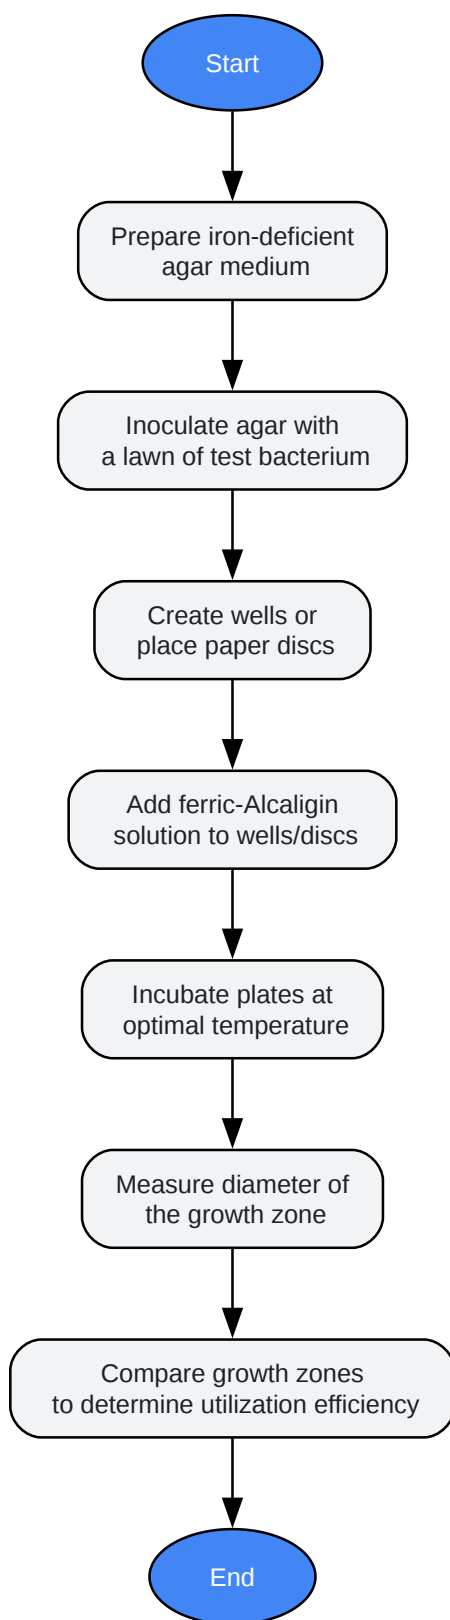 Start
Prepare iron-deficient
agar medium
Inoculate agar with
a lawn of test bacterium
Create wells or
place paper discs
Add ferric-Alcaligin
solution to wells/discs
Incubate plates at
optimal temperature
Measure diameter of
the growth zone
Compare growth zones
to determine utilization efficiency
End